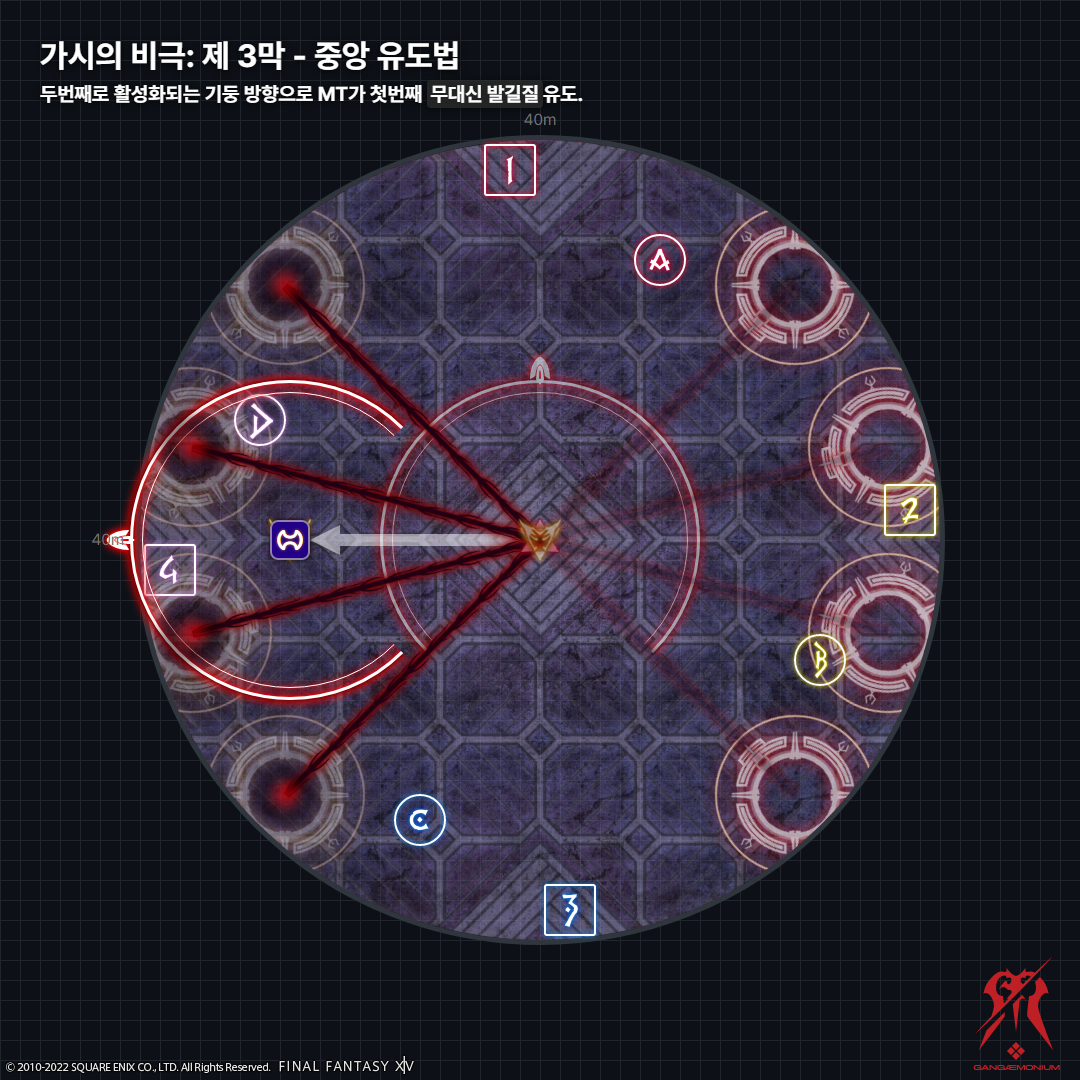 가시의 비극: 제 3막 - 중앙 유도법
두번째로 활성화되는 기둥 방향으로 MT가 첫번째 무대신 발길질 유도.
40m
1
A
D
2
40m
4
B
C
3
GANGÆMONIUM
© 2010-2022 SQUARE ENIX CO., LTD. All Rights Reserved. FINAL FANTASY XIV